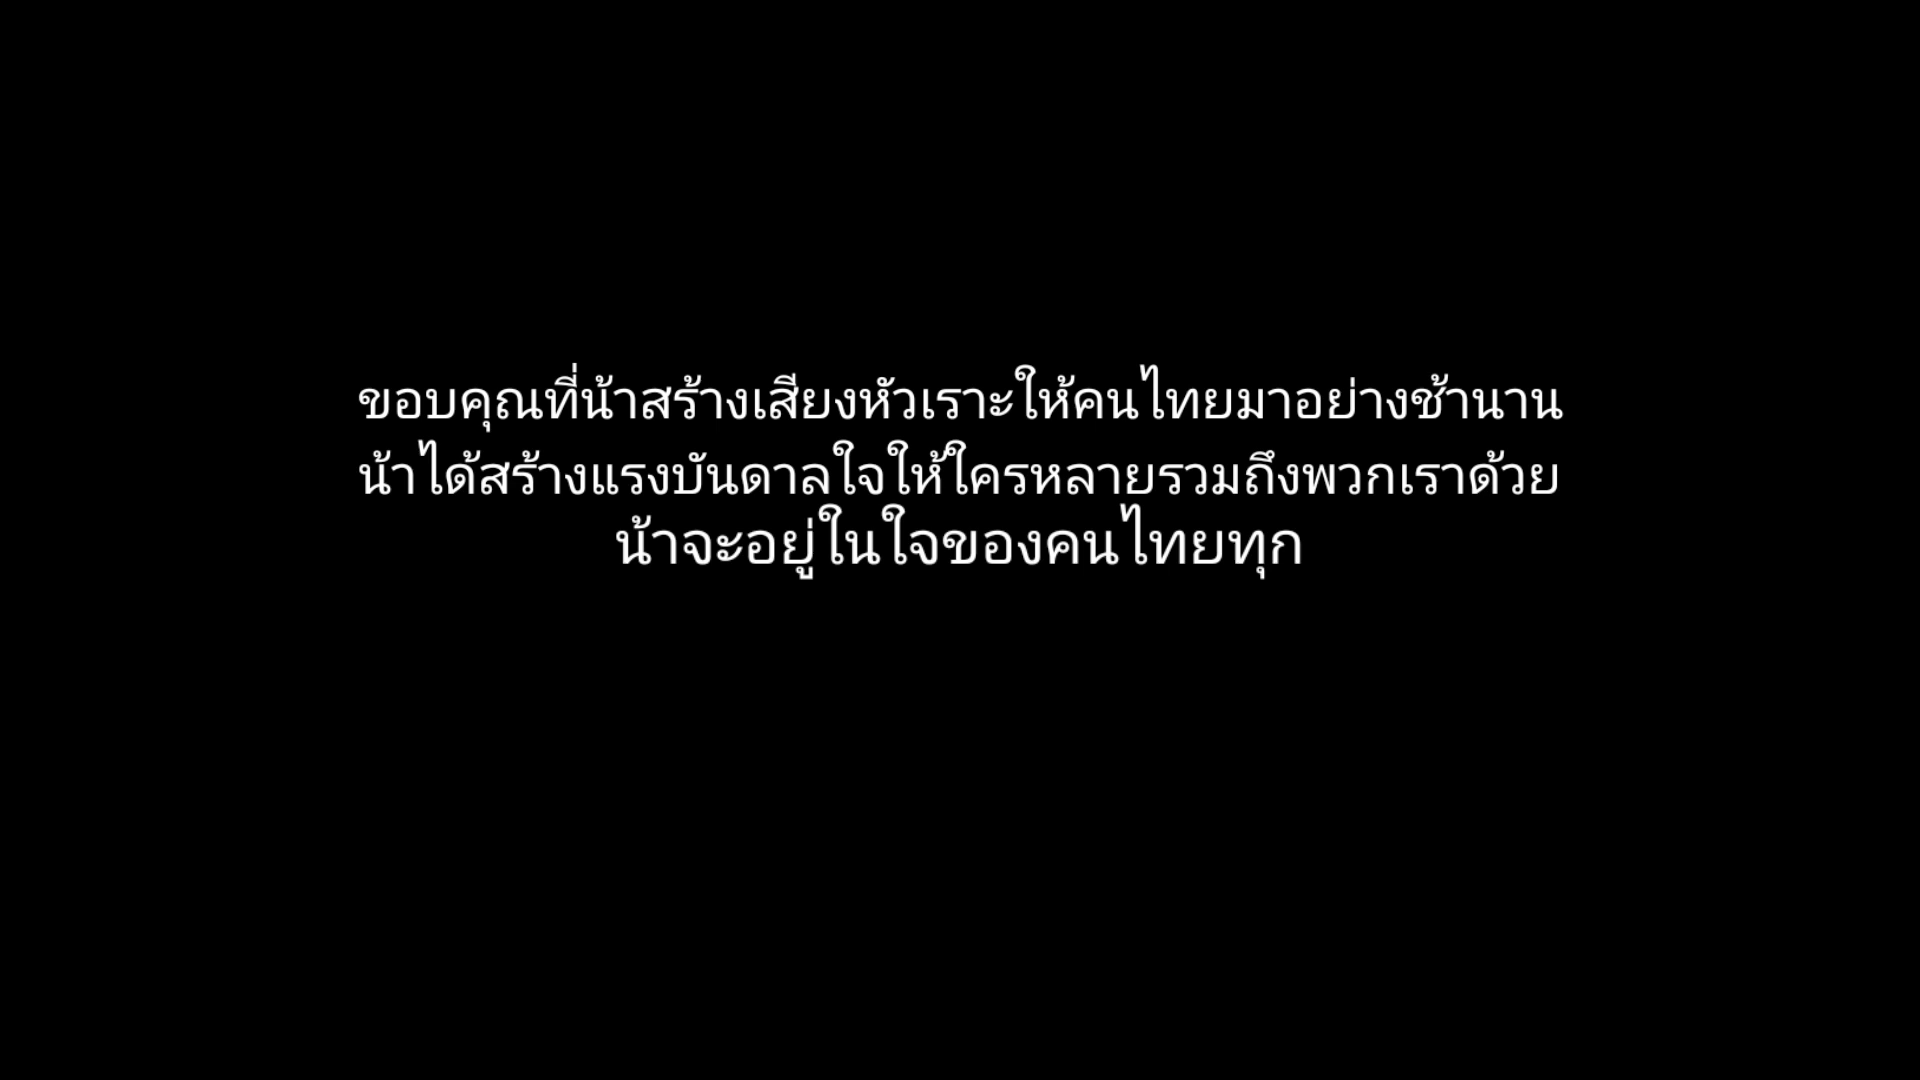 ขอบคุณที่น้าสร้างเสียงหัวเราะให้คนไทยมาอย่างช้านาน
น้าได้สร้างแรงบันดาลใจให้ใครหลายรวมถึงพวกเราด้วย
น้าจะอยู่ในใจของคนไทยทุก